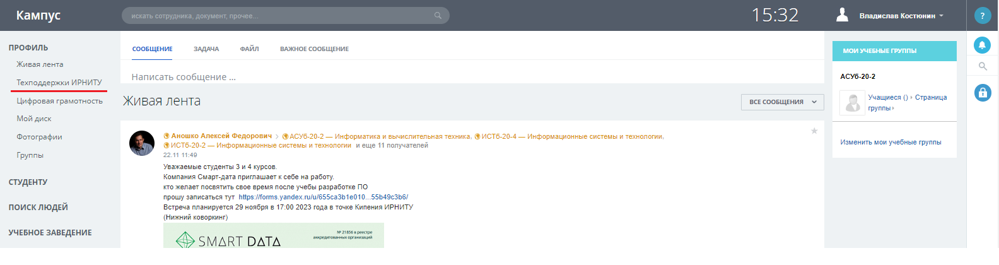 Кампус
искать сотрудника, документ, прочее...
15:32
Владислав Костюнин
?
ПРОФИЛЬ
Живая лента
Техподдержки ИРНИТУ
Цифровая грамотность
Мой диск
Фотографии
Группы
СТУДЕНТУ
ПОИСК ЛЮДЕЙ
УЧЕБНОЕ ЗАВЕДЕНИЕ
СООБЩЕНИЕ ЗАДАЧА ФАЙЛ ВАЖНОЕ СООБЩЕНИЕ
Написать сообщение ...
Живая лента
ВСЕ СООБЩЕНИЯ
Аношко Алексей Федорович АСУб-20-2 — Информатика и вычислительная техника, ИСТб-20-4 — Информационные системы и технологии,
ИСТб-20-2 — Информационные системы и технологии и еще 11 получателей
22.11 11:49
Уважаемые студенты 3 и 4 курсов.
Компания Смарт-дата приглашает к себе на работу.
кто желает посвятить свое время после учебы разработке ПО
прошу записаться тут https://forms.yandex.ru/u/655ca3b1e010...55b49c3b6/
Встреча планируется 29 ноября в 17:00 2023 года в точке Кипения ИРНИТУ
(Нижний коворкинг)
SMART DATA
№ 21856 в реестре
аккредитованных организаций
МОИ УЧЕБНЫЕ ГРУППЫ
АСУб-20-2
Учащиеся () Страница
группы
Изменить мои учебные группы